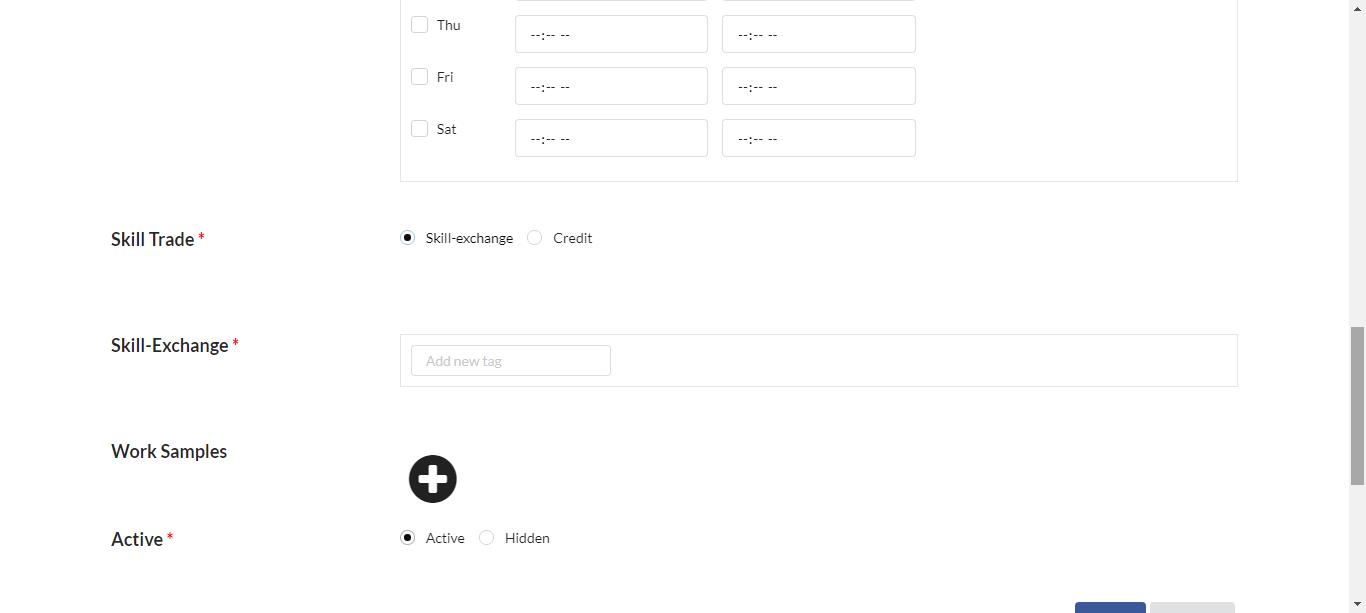 Thu --:-- -- --:-- --
Fri --:-- -- --:-- --
Sat --:-- -- --:-- --
Skill Trade * Skill-exchange Credit
Skill-Exchange * Add new tag
Work Samples
Active * Active Hidden